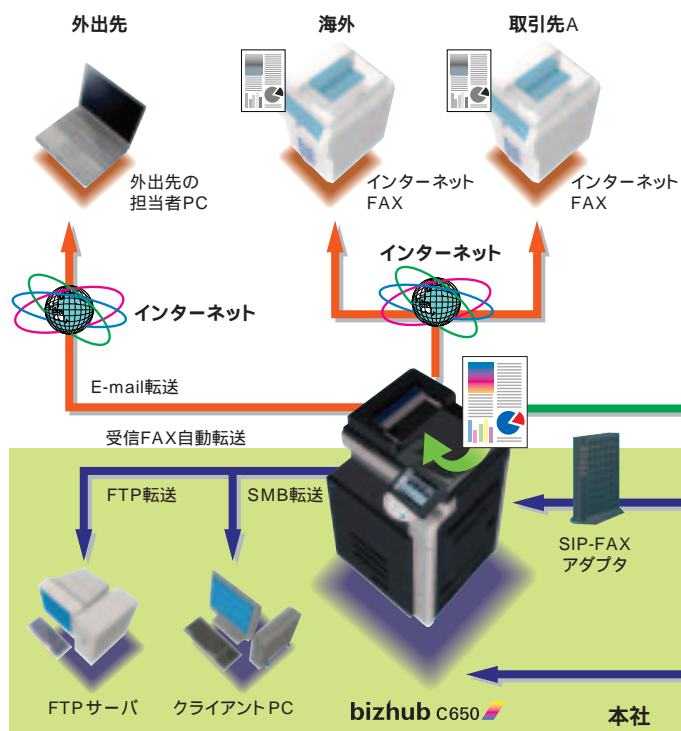 外出先
海外
取引先A
外出先の
担当者PC
インターネット
FAX
インターネット
FAX
インターネット
インターネット
E-mail転送
受信FAX自動転送
FTP転送
SMB転送
SIP-FAX
アダプタ
FTPサーバ
クライアントPC
bizhub C650
本社